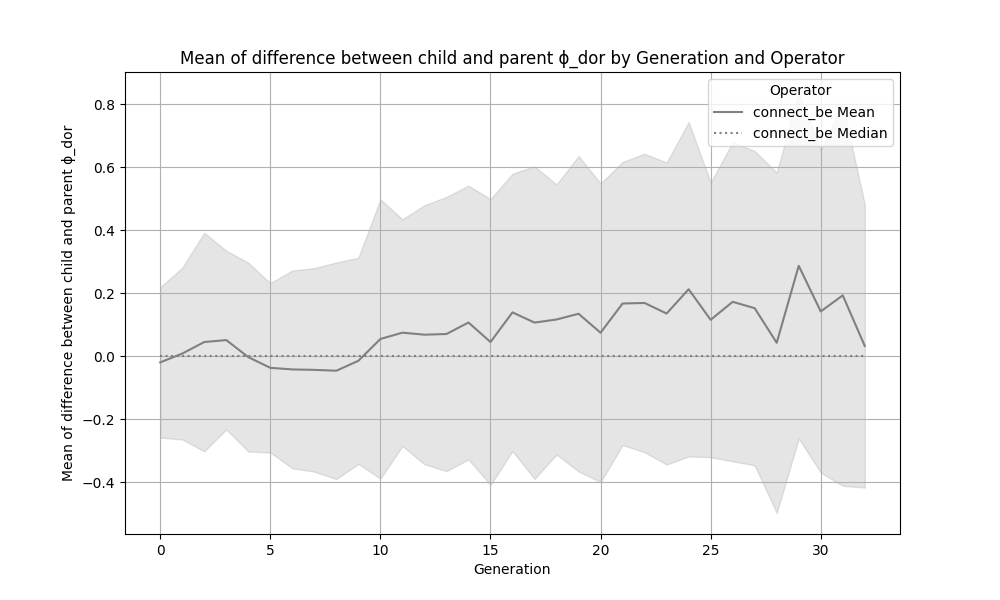 Mean of difference between child and parent ϕ_dor by Generation and Operator
Mean of difference between child and parent ϕ_dor
0.8
0.6
0.4
0.2
0.0
−0.2
−0.4
Operator
connect_be Mean
connect_be Median
0 5 10 15 20 25 30
Generation